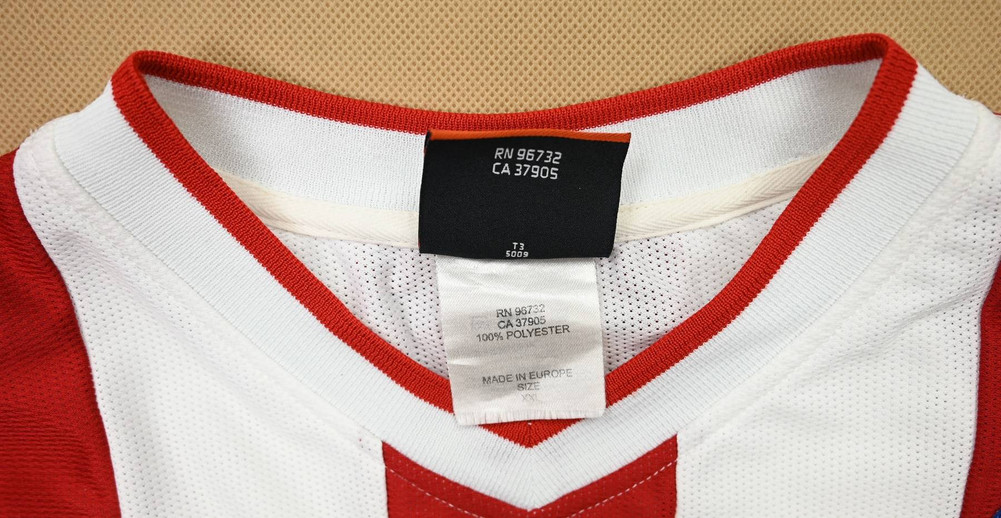 RN 96732
CA 37905
T3
5009
RN 96732
CA 37905
100% POLYESTER
MADE IN EUROPE
SIZE
XXL